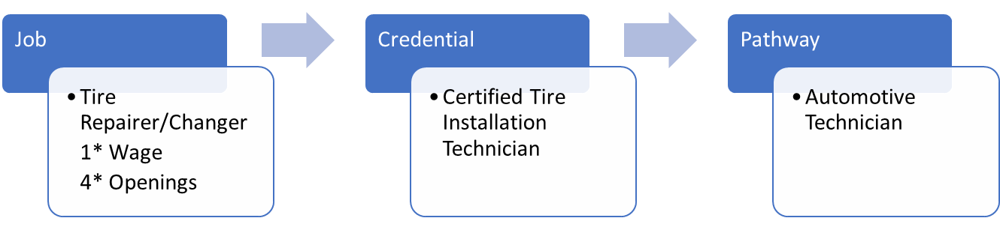 Job
• Tire
Repairer/Changer
1* Wage
4* Openings
Credential
• Certified Tire
Installation
Technician
Pathway
• Automotive
Technician